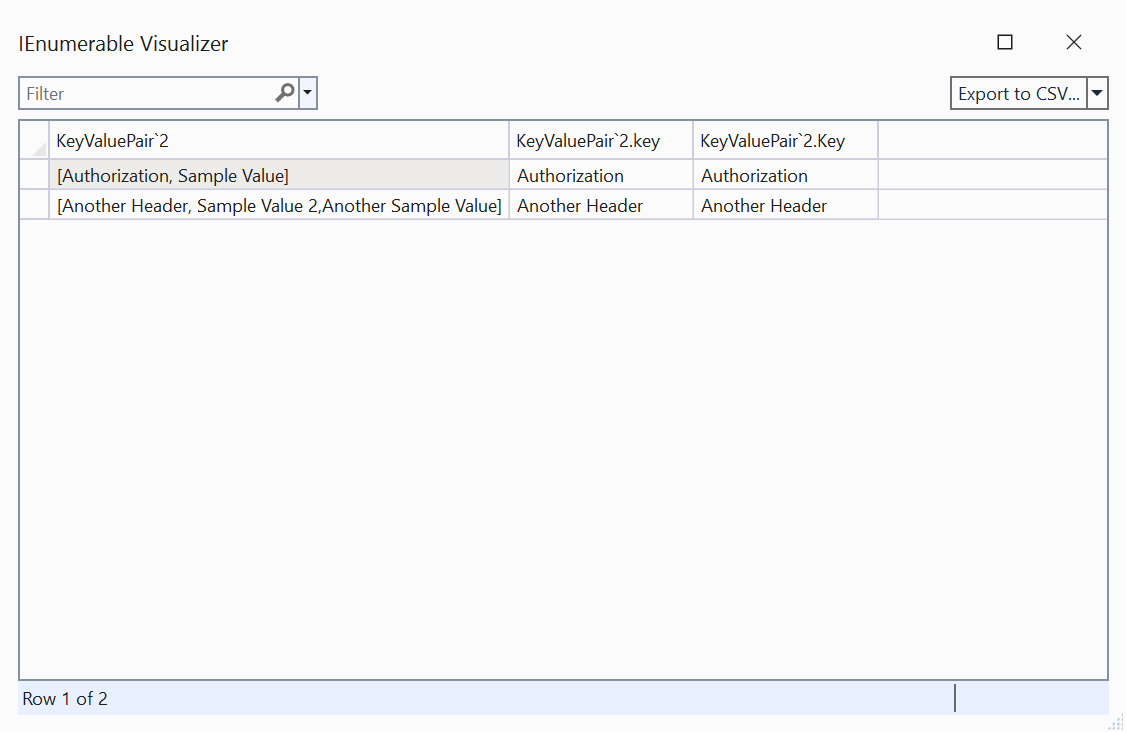 IEnumerable Visualizer
Filter
Export to CSV...
KeyValuePair`2 KeyValuePair`2.key KeyValuePair`2.Key
[Authorization, Sample Value] Authorization Authorization
[Another Header, Sample Value 2,Another Sample Value] Another Header Another Header
Row 1 of 2